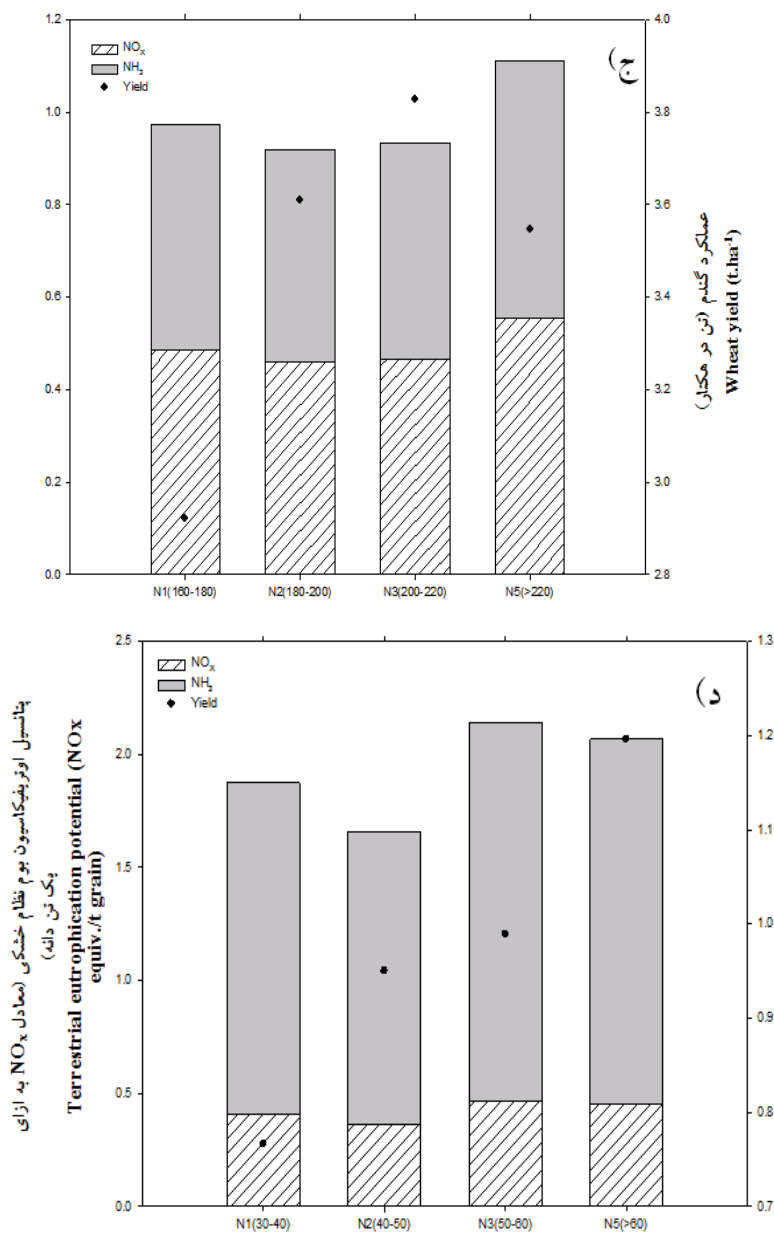 1.2
1.0
0.8
0.6
0.4
0.2
0.0
NOX
NH3
Yield
ج)
4.0
3.8
3.6
3.4
3.2
3.0
2.8
عملکرد گندم (تن در هکتار)
Wheat yield (t.ha-1)
N1(160-180)
N2(180-200)
N3(200-220)
N5(>220)
پتانسیل اوتریفیکاسیون بوم نظام خشکی (معادل NOX به ازای
یک تن دانه)
Terrestrial eutrophication potential (NOx
equiv./t grain)
2.5
2.0
1.5
1.0
0.5
0.0
NOX
NH3
Yield
د)
1.3
1.2
1.1
1.0
0.9
0.8
0.7
N1(30-40)
N2(40-50)
N3(50-60)
N5(>60)